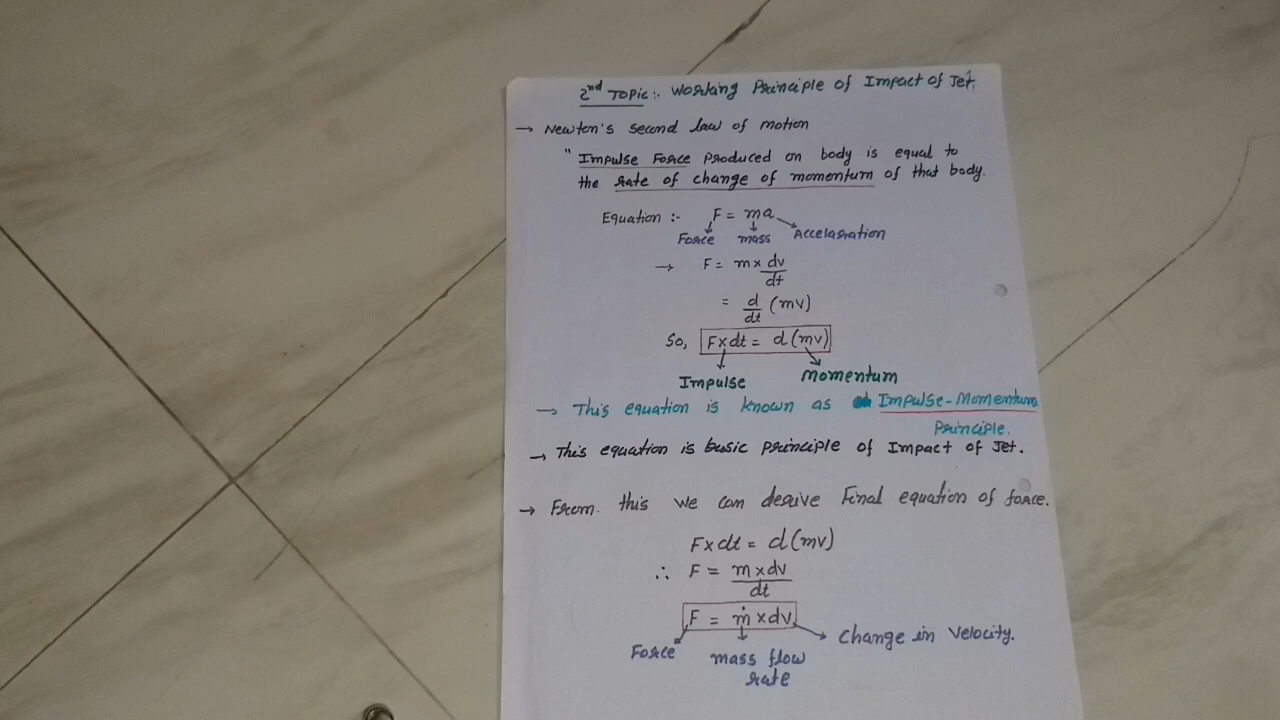 2nd Topic:- Working Principle of Impact of Jet.
→ Newton's second law of motion
" Impulse Force produced on body is equal to
the rate of change of momentum of that body.
Equation :- F = ma
Force mass Accelaration
→ F = m x dv/dt
= d/dt (mv)
So, F x dt = d (mv)
Impulse Momentum
→ This equation is known as Impulse-Momentum
Principle.
→ This equation is basic principle of Impact of Jet.
→ From this we can derive Final equation of force.
F x dt = d (mv)
∴ F = m x dv/dt
F = ṁ x dv
Force mass flow rate Change in Velocity.